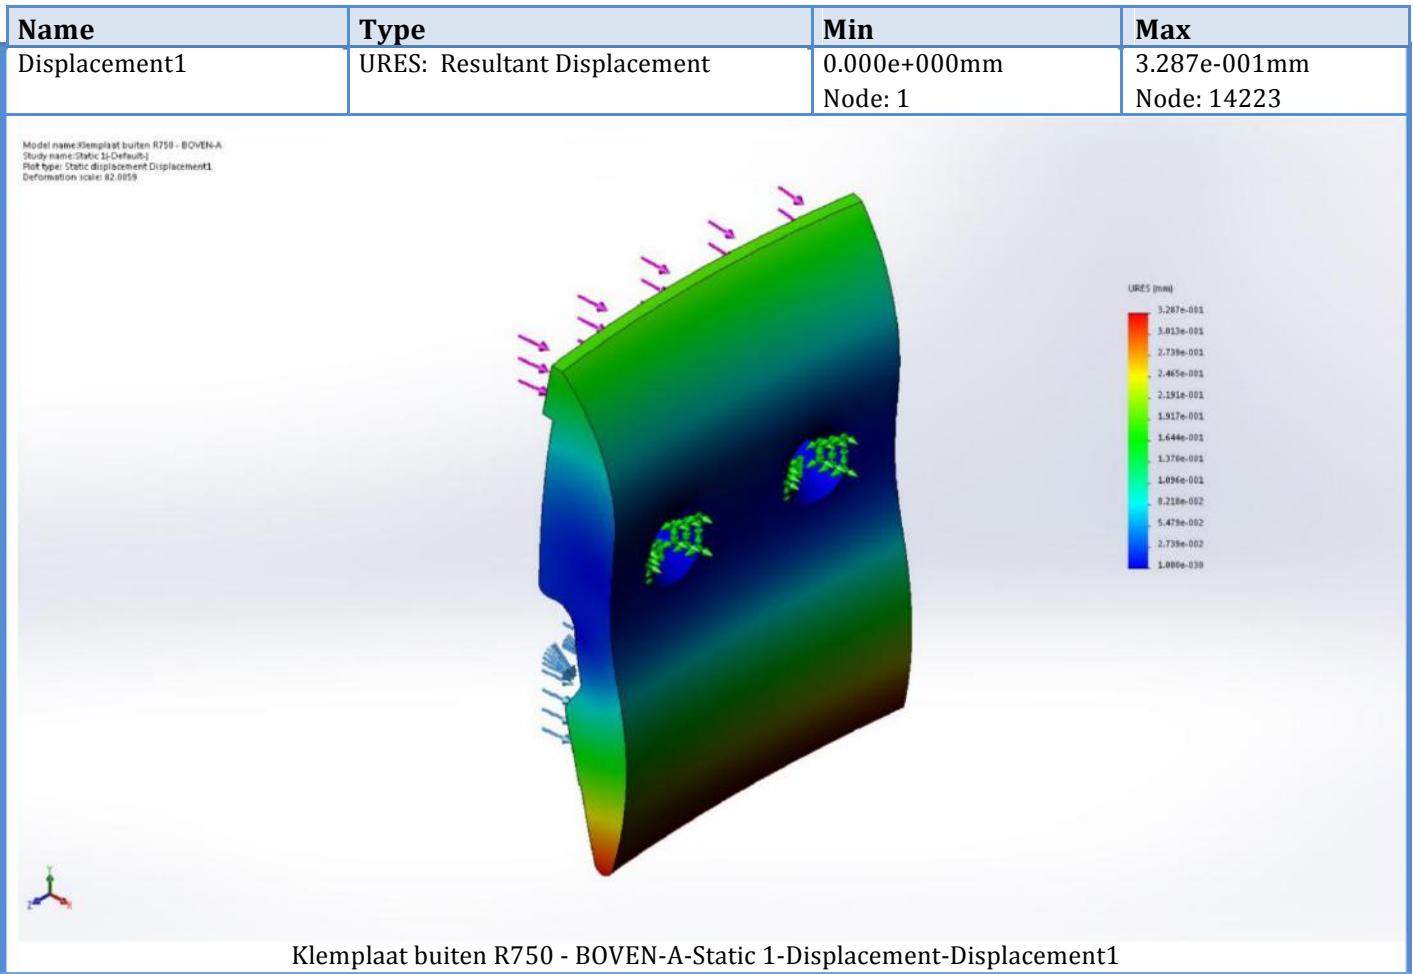 Name Type Min Max
Displacement1 URES: Resultant Displacement 0.000e+000mm 3.287e-001mm
Node: 1 Node: 14223
Model name:Klemplaat buiten R750 - BOVEN-A
Study name:Static 1(-Default-)
Plot type: Static displacement Displacement1
Deformation scale: 82.0859
URES (mm)
3.287e-001
3.013e-001
2.739e-001
2.465e-001
2.191e-001
1.917e-001
1.644e-001
1.370e-001
1.096e-001
8.218e-002
5.479e-002
2.739e-002
1.000e-030
Y
Z
X
Klemplaat buiten R750 - BOVEN-A-Static 1-Displacement-Displacement1